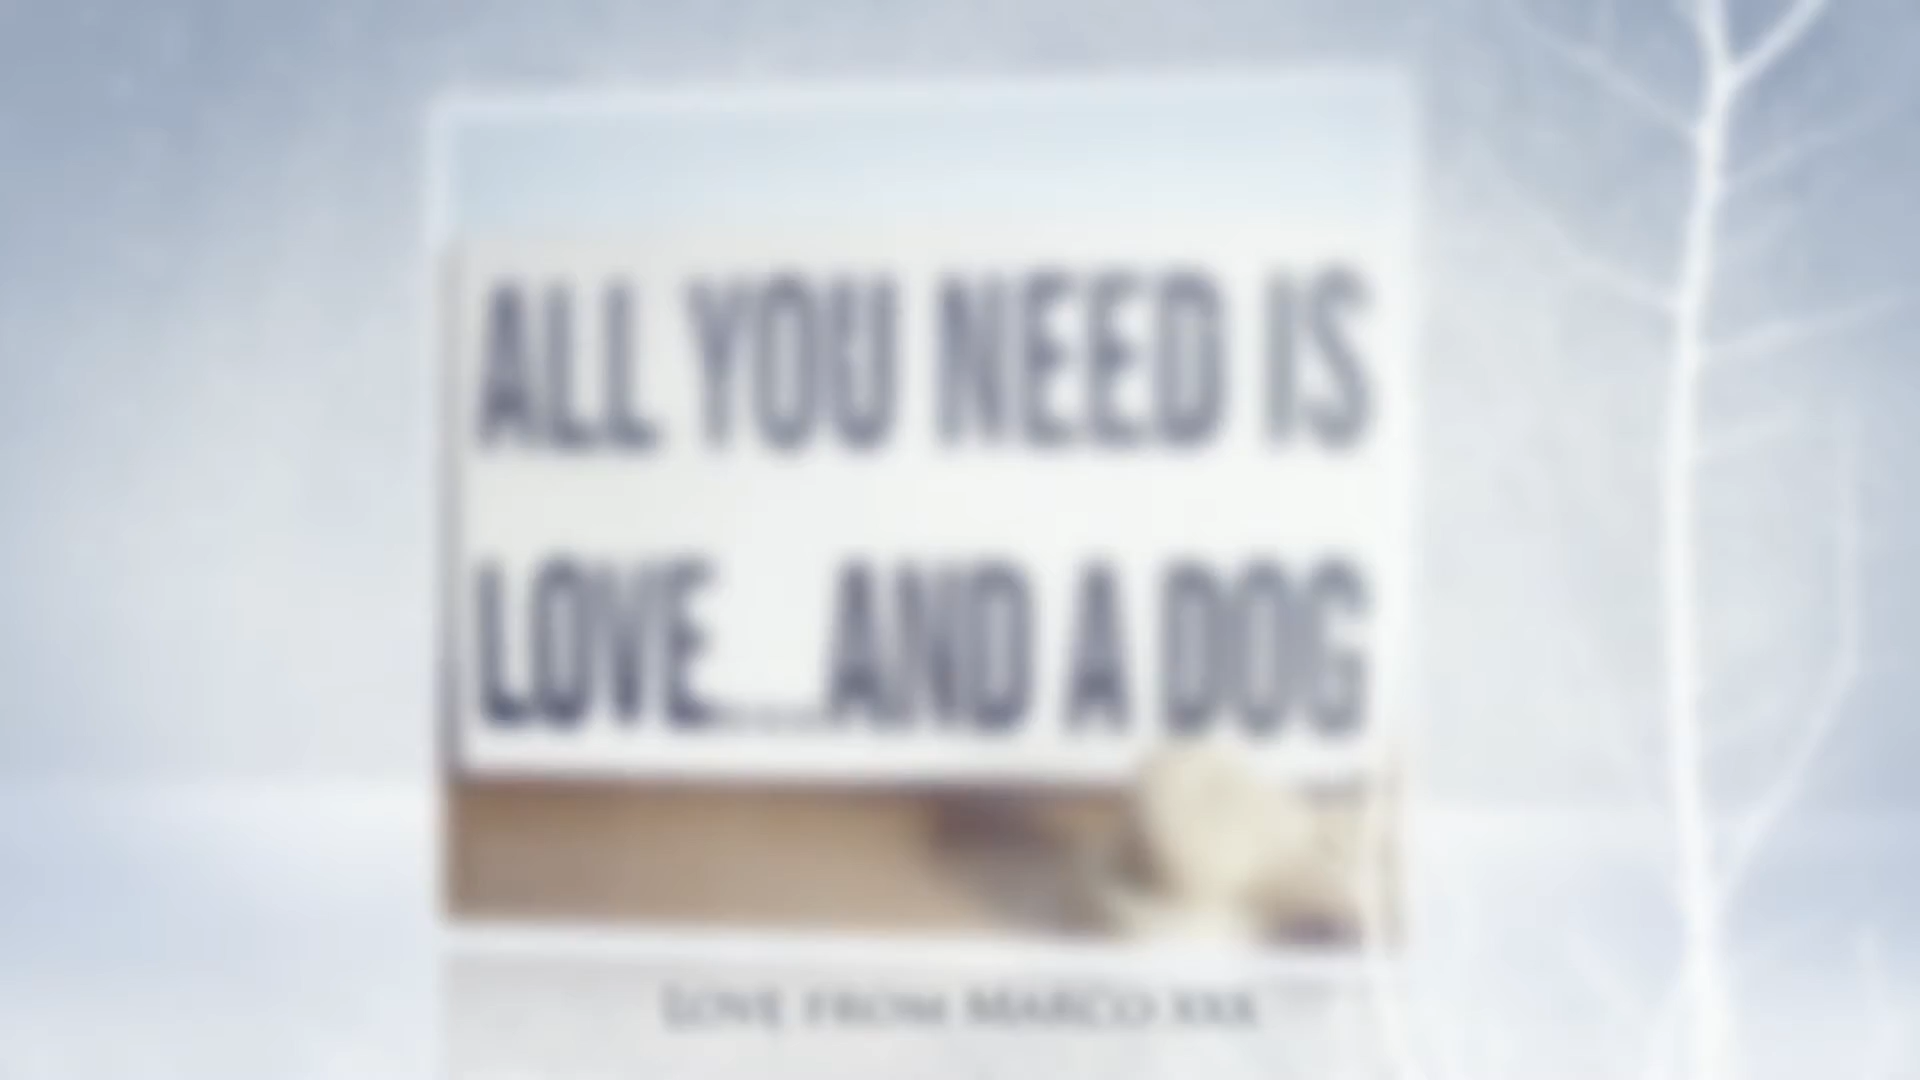 ALL YOU NEED IS
LOVE....AND A DOG
LOVE FROM MARCO XXX